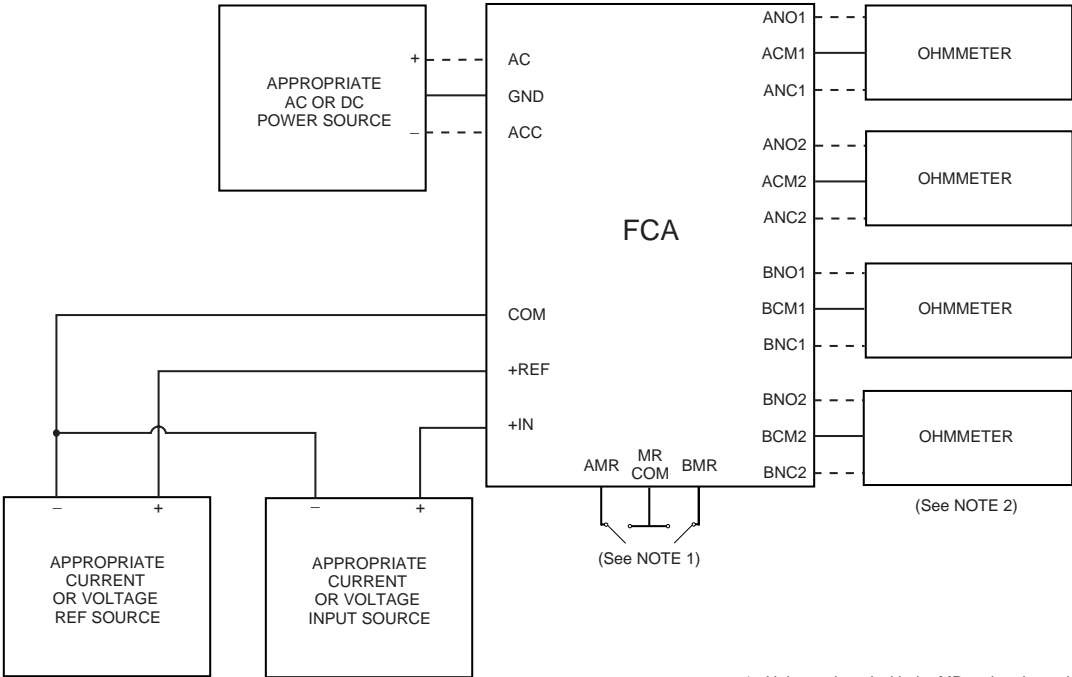 APPROPRIATE
AC OR DC
POWER SOURCE
+
–
AC
GND
ACC
FCA
COM
+REF
+IN
AMR
MR
COM
BMR
(See NOTE 1)
ANO1
ACM1
ANC1
OHMMETER
ANO2
ACM2
ANC2
OHMMETER
BNO1
BCM1
BNC1
OHMMETER
BNO2
BCM2
BNC2
OHMMETER
(See NOTE 2)
– +
APPROPRIATE
CURRENT
OR VOLTAGE
REF SOURCE
– +
APPROPRIATE
CURRENT
OR VOLTAGE
INPUT SOURCE